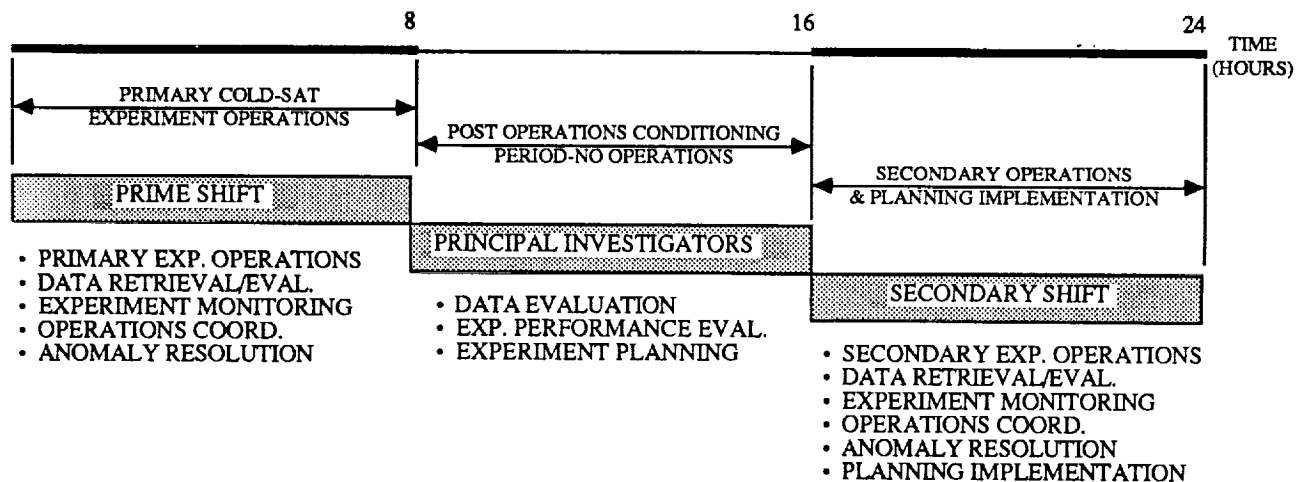 8
16
24
TIME
(HOURS)
PRIMARY COLD-SAT
EXPERIMENT OPERATIONS
POST OPERATIONS CONDITIONING
PERIOD-NO OPERATIONS
SECONDARY OPERATIONS
& PLANNING IMPLEMENTATION
PRIME SHIFT
• PRIMARY EXP. OPERATIONS
• DATA RETRIEVAL/EVAL.
• EXPERIMENT MONITORING
• OPERATIONS COORD.
• ANOMALY RESOLUTION
PRINCIPAL INVESTIGATORS
• DATA EVALUATION
• EXP. PERFORMANCE EVAL.
• EXPERIMENT PLANNING
SECONDARY SHIFT
• SECONDARY EXP. OPERATIONS
• DATA RETRIEVAL/EVAL.
• EXPERIMENT MONITORING
• OPERATIONS COORD.
• ANOMALY RESOLUTION
• PLANNING IMPLEMENTATION